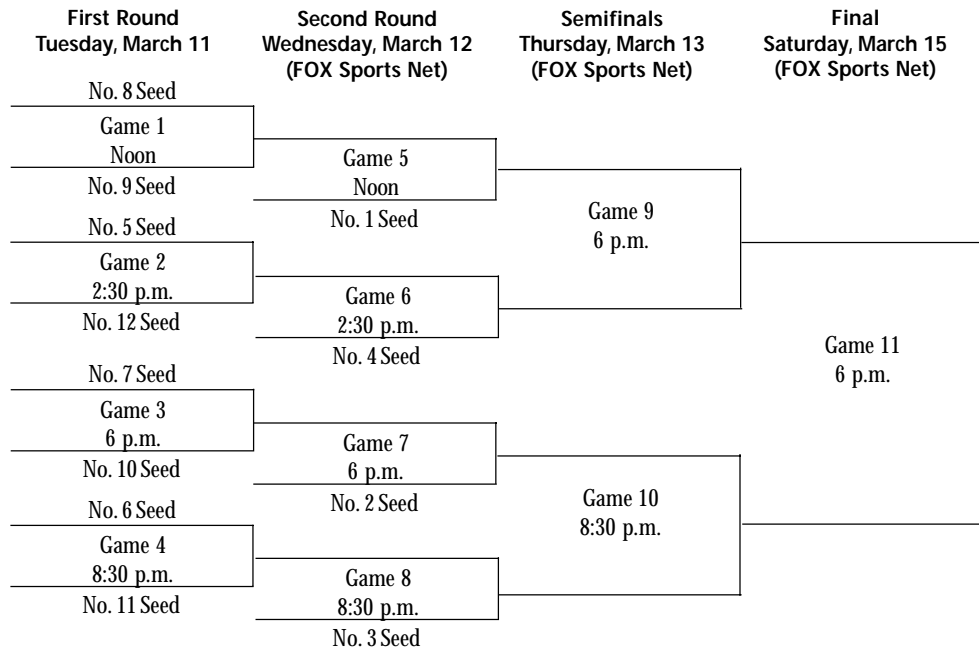 First Round
Tuesday, March 11
Second Round
Wednesday, March 12
(FOX Sports Net)
Semifinals
Thursday, March 13
(FOX Sports Net)
Final
Saturday, March 15
(FOX Sports Net)
No. 8 Seed
Game 1
Noon
No. 9 Seed
No. 5 Seed
Game 2
2:30 p.m.
No. 12 Seed
No. 7 Seed
Game 3
6 p.m.
No. 10 Seed
No. 6 Seed
Game 4
8:30 p.m.
No. 11 Seed
Game 5
Noon
No. 1 Seed
Game 6
2:30 p.m.
No. 4 Seed
Game 7
6 p.m.
No. 2 Seed
Game 8
8:30 p.m.
No. 3 Seed
Game 9
6 p.m.
Game 10
8:30 p.m.
Game 11
6 p.m.